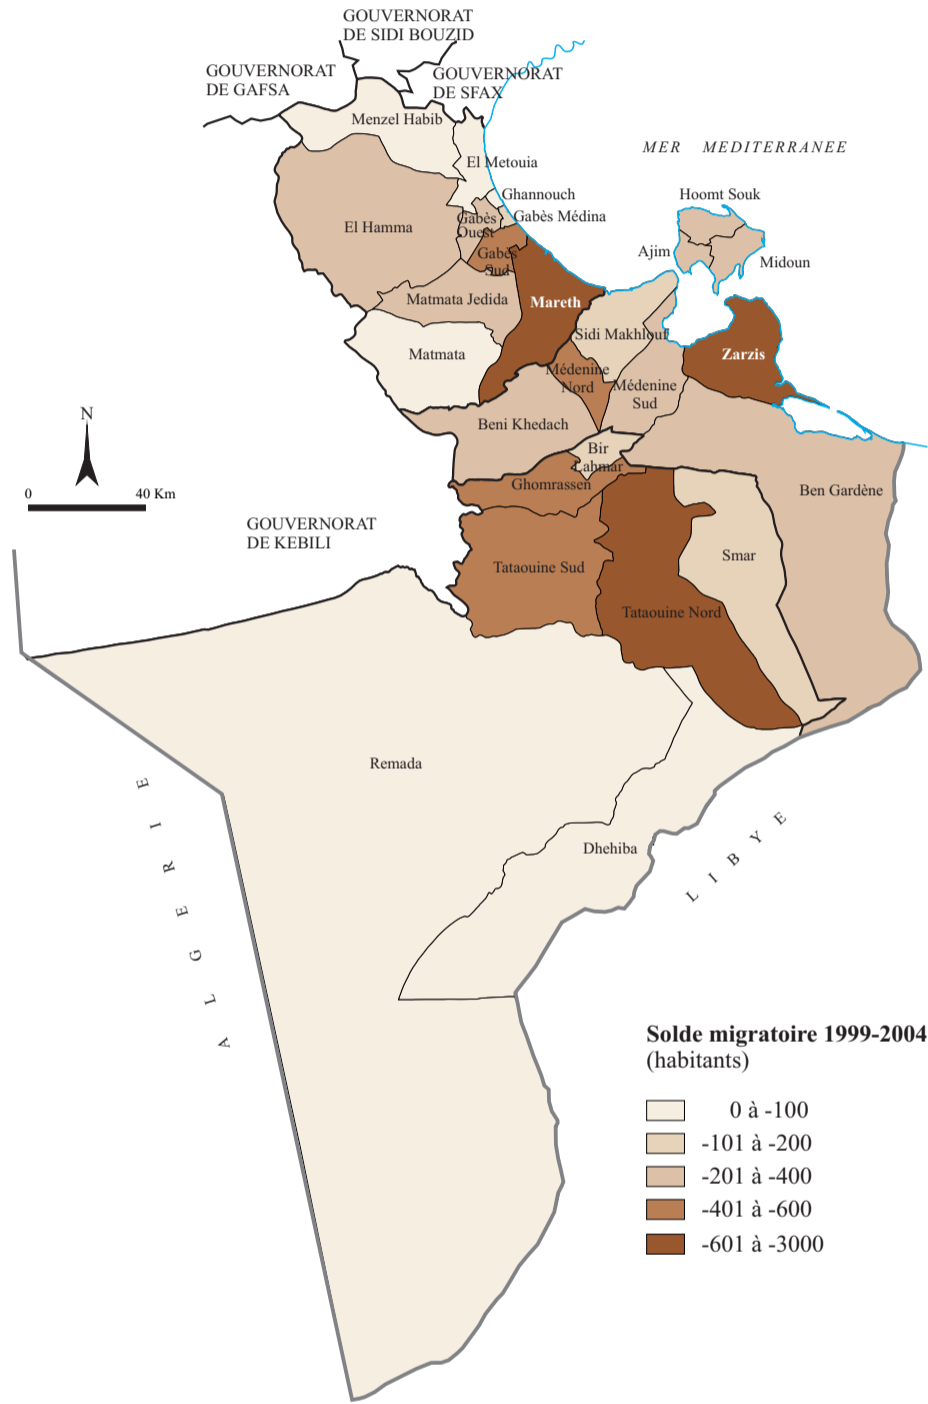 GOUVERNORAT
DE SIDI BOUZID
GOUVERNORAT
DE GAFSA
GOUVERNORAT
DE SFAX
Menzel Habib
MER MEDITERRANEE
El Metouia
Ghannouch
Hoomt Souk
Gabès
Ouest
Gabès Médina
El Hamma
Gabès
Sud
Ajim
Midoun
Matmata Jedida
Mareth
Sidi Makhlouf
Zarzis
Matmata
Médenine
Nord
Médenine
Sud
Beni Khedach
N
Bir
Lahmar
0 40 Km
Ghomrassen
Ben Gardène
GOUVERNORAT
DE KEBILI
Smar
Tataouine Sud
Tataouine Nord
Remada
ALGERIE
Dhehiba
LIBYE
Solde migratoire 1999-2004
(habitants)
0 à -100
-101 à -200
-201 à -400
-401 à -600
-601 à -3000